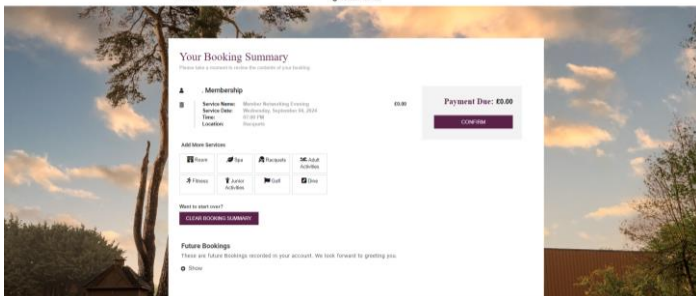 Your Booking Summary
Please take a moment to review the contents of your booking
. Membership
Service Name: Member Networking Evening £0.00
Service Date: Wednesday, September
Time: PM
Location: Racquets
Payment Due: £0.00
CONFIRM
Add More Services
Room Spa Racquets Adult Activities
Fitness Junior Activities Golf Dine
Want to start over?
CLEAR BOOKING SUMMARY
Future Bookings
These are future Bookings recorded in your account. We look forward to greeting you.
Show